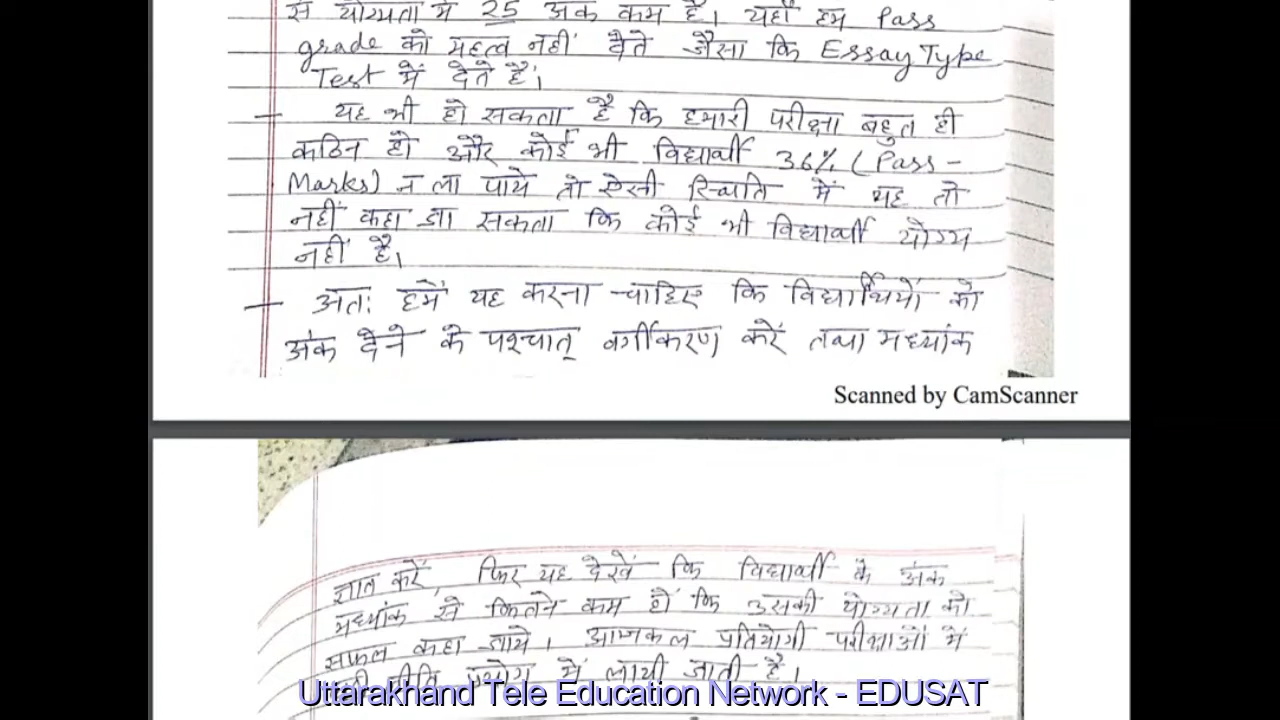 से योग्यता में 25 अंक कम है। यहाँ हम Pass
grade को महत्व नहीं देते जैसा कि Essay Type
Test में देते हैं।
— यह भी हो सकता है कि हमारी परीक्षा बहुत ही
कठिन हो और कोई भी विद्यार्थी 36% (Pass-
Marks) न ला पाये तो ऐसी स्थिति में यह तो
नहीं कहा जा सकता कि कोई भी विद्यार्थी योग्य
नहीं है।
— अतः हमें यह करना चाहिए कि विद्यार्थियों को
अंक देने के पश्चात् वर्गीकरण करें तथा मध्यांक
Scanned by CamScanner
ज्ञात करें, फिर यह देखें कि विद्यार्थी के अंक
मध्यांक से कितने कम हों कि उसकी योग्यता को
सफल कहा जाये। आजकल प्रतियोगी परीक्षाओं में
प्रयोग में लायी जाती है।
Uttarakhand Tele Education Network - EDUSAT